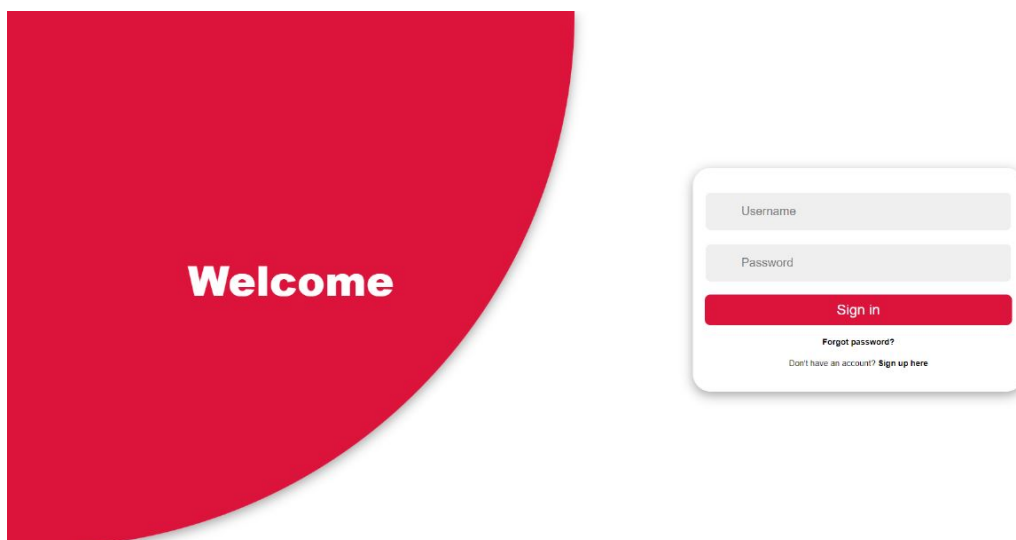 Welcome
Username
Password
Sign in
Forgot password?
Don't have an account? Sign up here